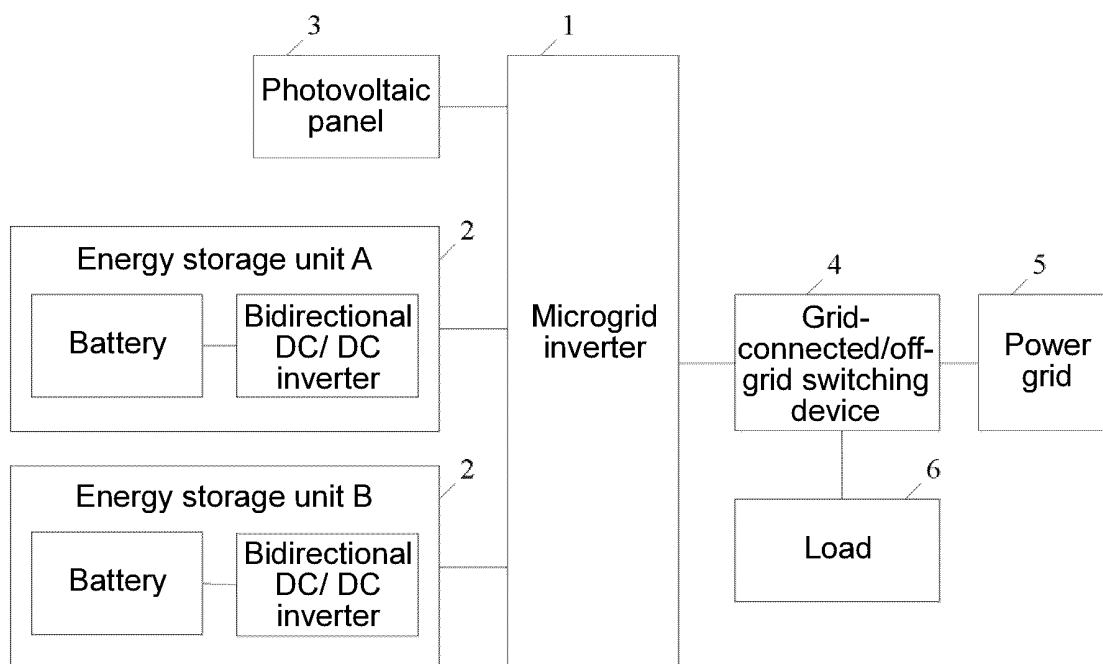 3
Photovoltaic
panel
1
Microgrid
inverter
2
Energy storage unit A
Battery
Bidirectional
DC/ DC
inverter
2
Energy storage unit B
Battery
Bidirectional
DC/ DC
inverter
4
Grid-
connected/off-
grid switching
device
5
Power
grid
6
Load